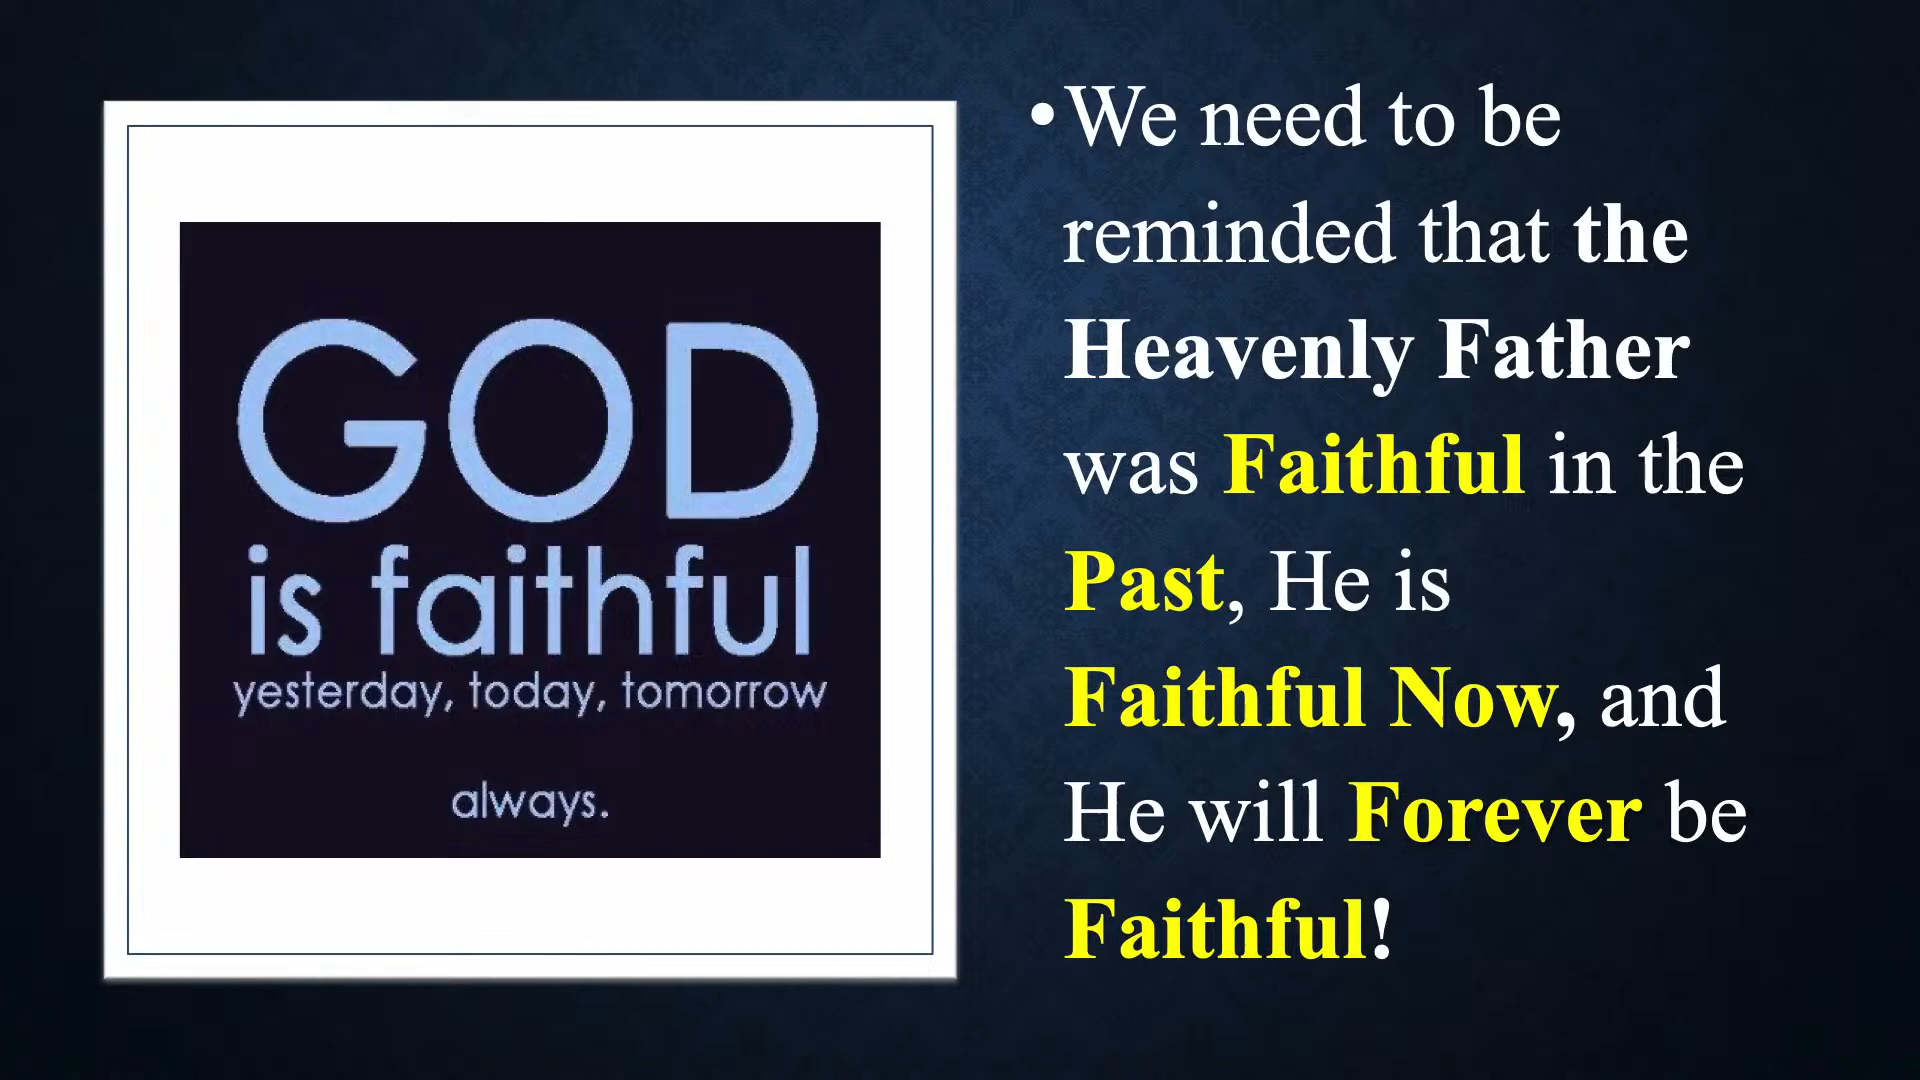 GOD
is faithful
yesterday, today, tomorrow
always.
• We need to be
reminded that the
Heavenly Father
was Faithful in the
Past, He is
Faithful Now, and
He will Forever be
Faithful!